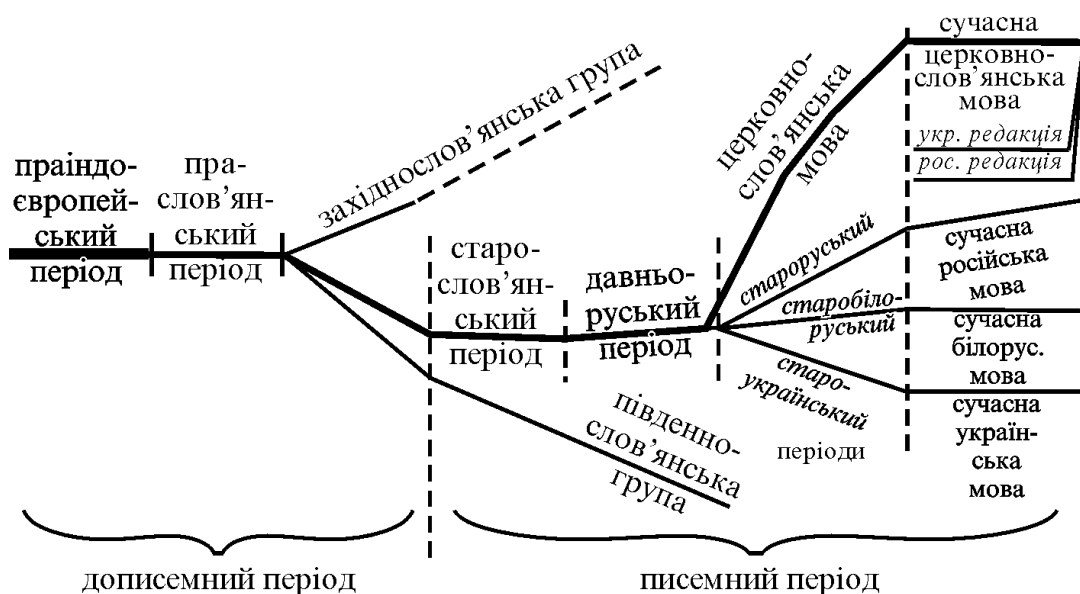 праіндо-
європей-
ський
період
пра-
слов’ян-
ський
період
західнослов’янська група
старо-
слов’ян-
ський
період
давньо-
руський
період
південно-
слов’янська
група
церковно-
слов’янська
мова
староруський
старобіло-
руський
старо-
український
періоди
сучасна
церковно-
слов’янська
мова
укр. редакція
рос. редакція
сучасна
російська
мова
сучасна
білорус.
мова
сучасна
україн-
ська
мова
дописемний період
писемний період